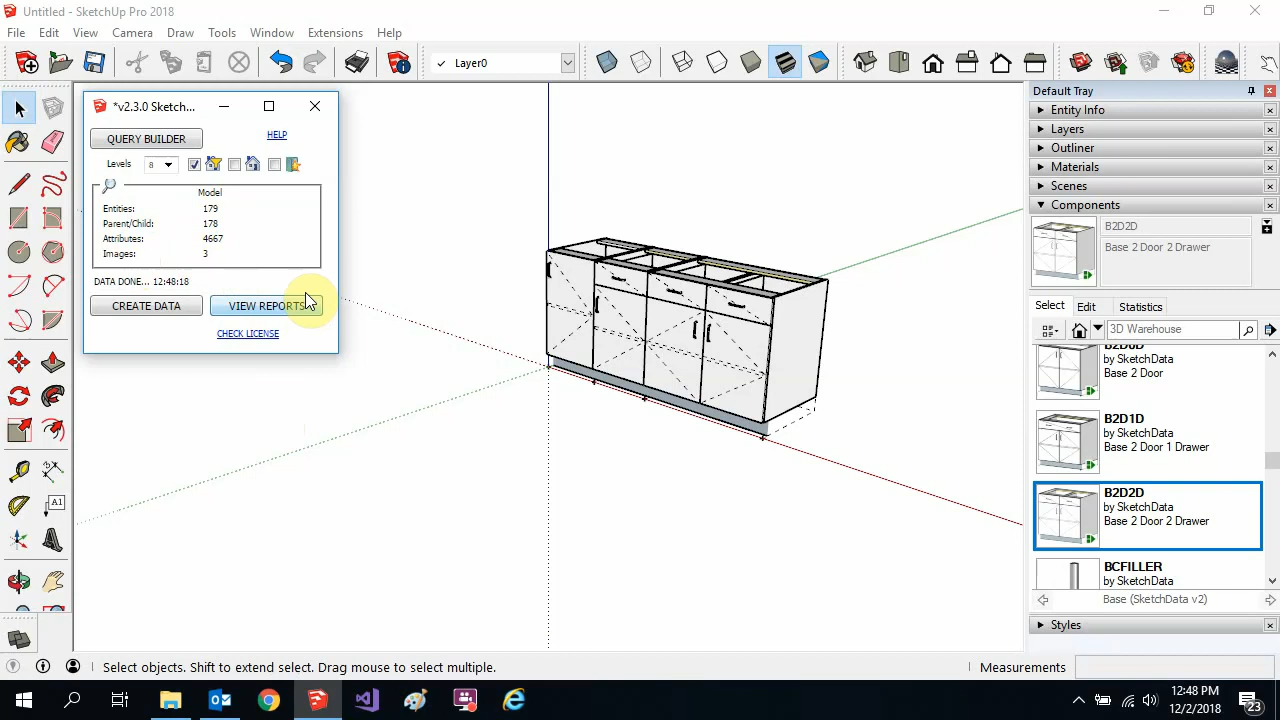 Untitled - SketchUp Pro 2018
File Edit View Camera Draw Tools Window Extensions Help
✓ Layer0
*v2.3.0 Sketch...
QUERY BUILDER
HELP
Levels 8
Model
Entities: 179
Parent/Child: 178
Attributes: 4667
Images: 3
DATA DONE... 12:48:18
CREATE DATA
VIEW REPORTS
CHECK LICENSE
A1
Default Tray
Entity Info
Layers
Outliner
Materials
Scenes
Components
B2D2D
Base 2 Door 2 Drawer
Select Edit Statistics
3D Warehouse
B2D0D
by SketchData
Base 2 Door
B2D1D
by SketchData
Base 2 Door 1 Drawer
B2D2D
by SketchData
Base 2 Door 2 Drawer
BCFILLER
by SketchData
Base (SketchData v2)
Styles
Select objects. Shift to extend select. Drag mouse to select multiple.
Measurements
12:48 PM
12/2/2018
23